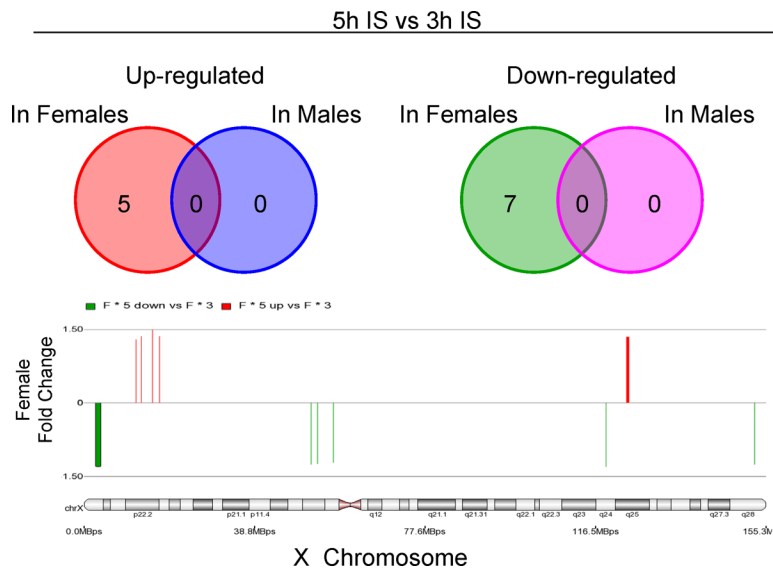 5h IS vs 3h IS
Up-regulated
Down-regulated
In Females
In Males
In Females
In Males
5
0
0
7
0
0
F * 5 down vs F * 3
F * 5 up vs F * 3
Female
Fold Change
1.50
0
1.50
chrX
p22.2
p21.1
p11.4
q12
q21.1
q21.31
q22.1
q22.3
q23
q24
q25
q27.3
q28
0.0MBps
38.8MBps
77.6MBps
116.5MBps
155.3M
X Chromosome